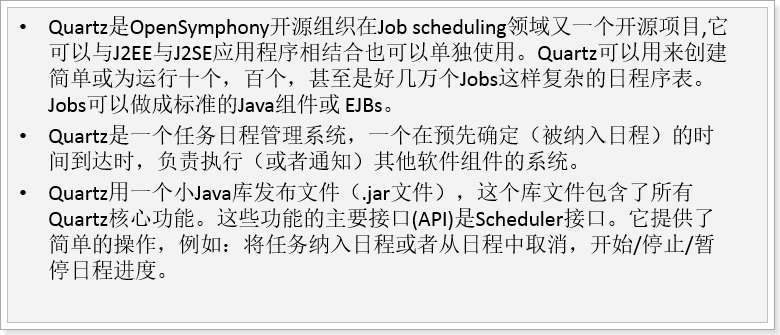 • Quartz是OpenSymphony开源组织在Job scheduling领域又一个开源项目,它
可以与J2EE与J2SE应用程序相结合也可以单独使用。Quartz可以用来创建
简单或为运行十个，百个，甚至是好几万个Jobs这样复杂的日程序表。
Jobs可以做成标准的Java组件或 EJBs。
• Quartz是一个任务日程管理系统，一个在预先确定（被纳入日程）的时
间到达时，负责执行（或者通知）其他软件组件的系统。
• Quartz用一个小Java库发布文件（.jar文件），这个库文件包含了所有
Quartz核心功能。这些功能的主要接口(API)是Scheduler接口。它提供了
简单的操作，例如：将任务纳入日程或者从日程中取消，开始/停止/暂
停日程进度。